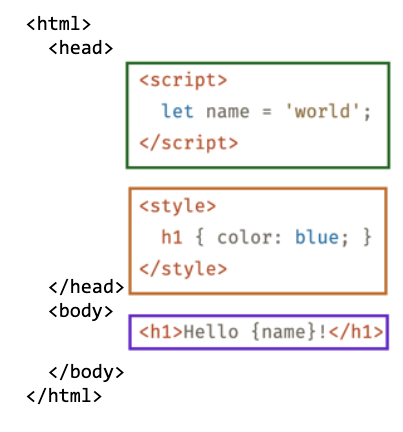 <html>
<head>
<script>
let name = 'world';
</script>
<style>
h1 { color: blue; }
</style>
</head>
<body>
<h1>Hello {name}!</h1>
</body>
</html>